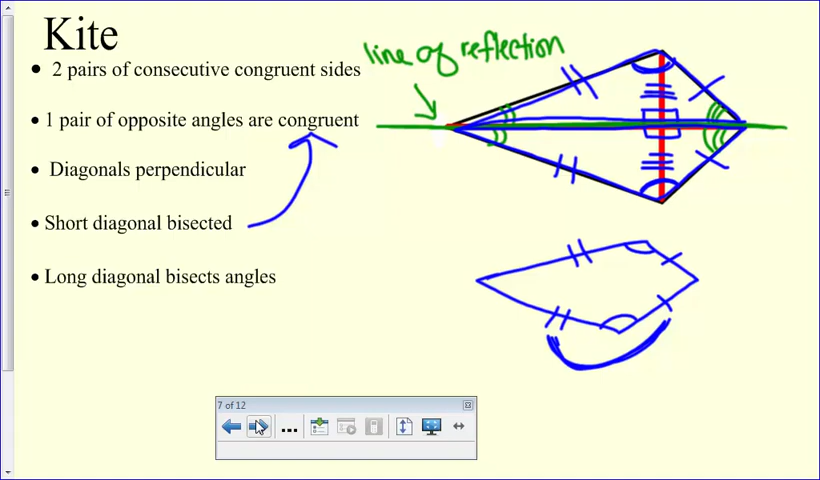 Kite
line of reflection
• 2 pairs of consecutive congruent sides
• 1 pair of opposite angles are congruent
• Diagonals perpendicular
• Short diagonal bisected
• Long diagonal bisects angles
7 of 12
...